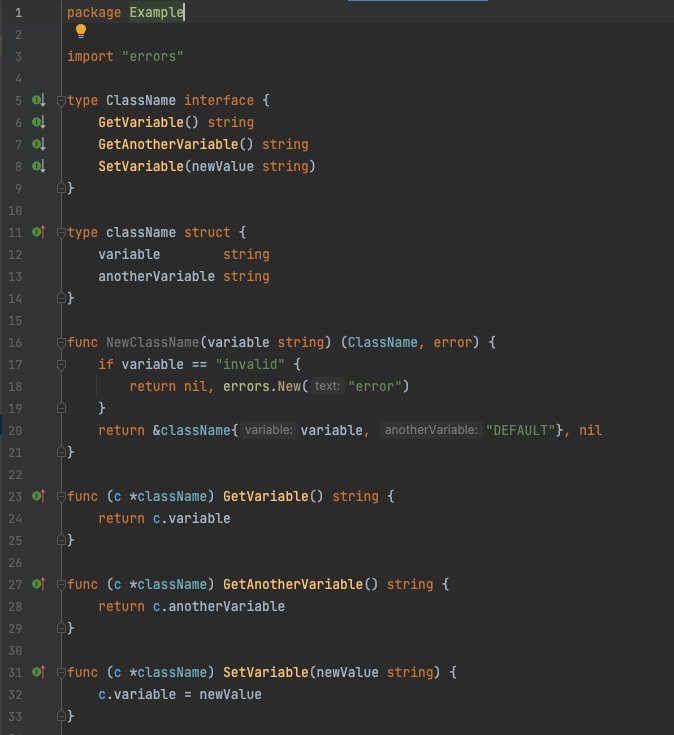 1 package Example
2
3 import "errors"
4
5 type ClassName interface {
6     GetVariable() string
7     GetAnotherVariable() string
8     SetVariable(newValue string)
9 }
10
11 type className struct {
12     variable        string
13     anotherVariable string
14 }
15
16 func NewClassName(variable string) (ClassName, error) {
17     if variable == "invalid" {
18         return nil, errors.New( text: "error")
19     }
20     return &className{ variable: variable,  anotherVariable: "DEFAULT"}, nil
21 }
22
23 func (c *className) GetVariable() string {
24     return c.variable
25 }
26
27 func (c *className) GetAnotherVariable() string {
28     return c.anotherVariable
29 }
30
31 func (c *className) SetVariable(newValue string) {
32     c.variable = newValue
33 }